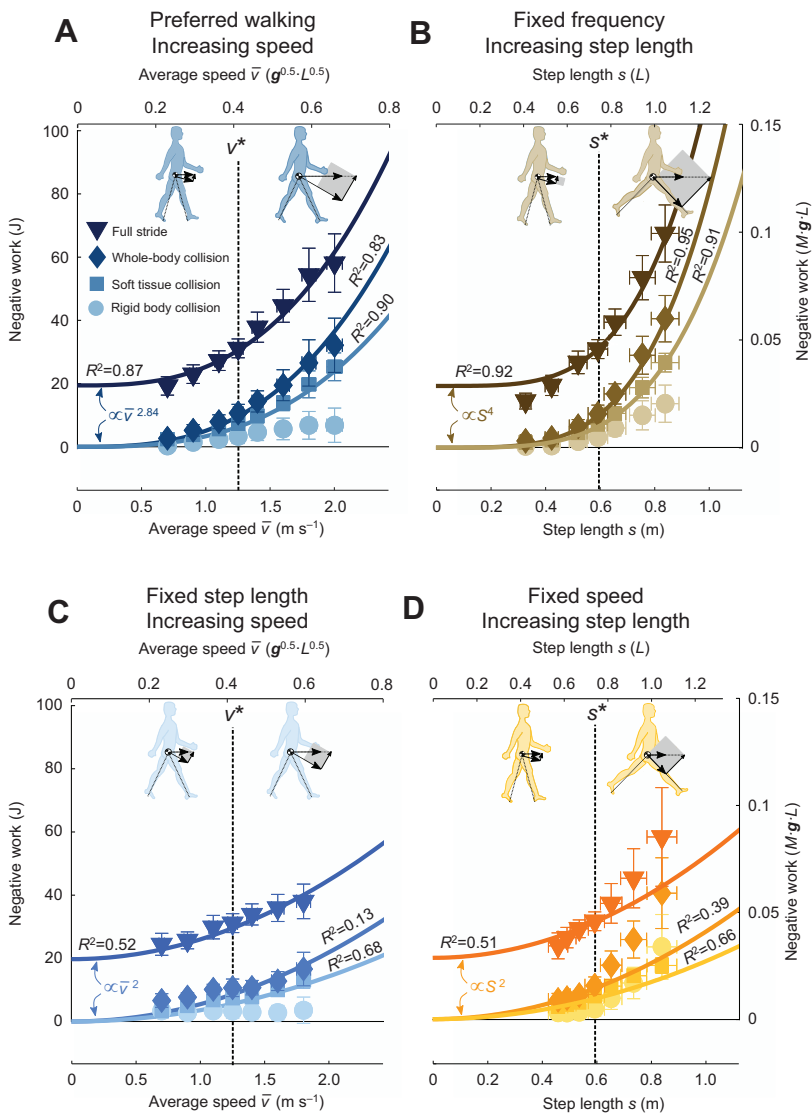 A
Preferred walking
Increasing speed
Average speed v̅ (g^0.5·L^0.5)
0 0.2 0.4 0.6 0.8
v*
100
80
60
40
20
0
Negative work (J)
Full stride
Whole-body collision
Soft tissue collision
Rigid body collision
R²=0.83
R²=0.90
R²=0.87
∝v̅^2.84
0 0.5 1.0 1.5 2.0
Average speed v̅ (m s⁻¹)
B
Fixed frequency
Increasing step length
Step length s (L)
0 0.2 0.4 0.6 0.8 1.0 1.2
s*
0.15
0.1
0.05
0
Negative work (M·g·L)
R²=0.95
R²=0.91
R²=0.92
∝S⁴
0 0.2 0.4 0.6 0.8 1.0
Step length s (m)
C
Fixed step length
Increasing speed
Average speed v̅ (g^0.5·L^0.5)
0 0.2 0.4 0.6 0.8
v*
100
80
60
40
20
0
Negative work (J)
R²=0.13
R²=0.68
R²=0.52
∝v̅²
0 0.5 1.0 1.5 2.0
Average speed v̅ (m s⁻¹)
D
Fixed speed
Increasing step length
Step length s (L)
0 0.2 0.4 0.6 0.8 1.0 1.2
s*
0.15
0.1
0.05
0
Negative work (M·g·L)
R²=0.39
R²=0.66
R²=0.51
∝S²
0 0.2 0.4 0.6 0.8 1.0
Step length s (m)